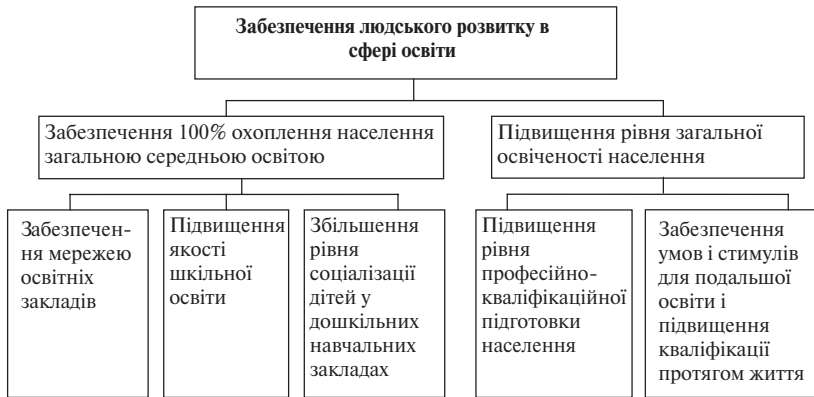 Забезпечення людського розвитку в
сфері освіти
Забезпечення 100% охоплення населення
загальною середньою освітою
Підвищення рівня загальної
освіченості населення
Забезпечен-
ня мережею
освітніх
закладів
Підвищення
якості
шкільної
освіти
Збільшення
рівня
соціалізації
дітей у
дошкільних
навчальних
закладах
Підвищення
рівня
професійно-
кваліфікаційної
підготовки
населення
Забезпечення
умов і стимулів
для подальшої
освіти і
підвищення
кваліфікації
протягом життя